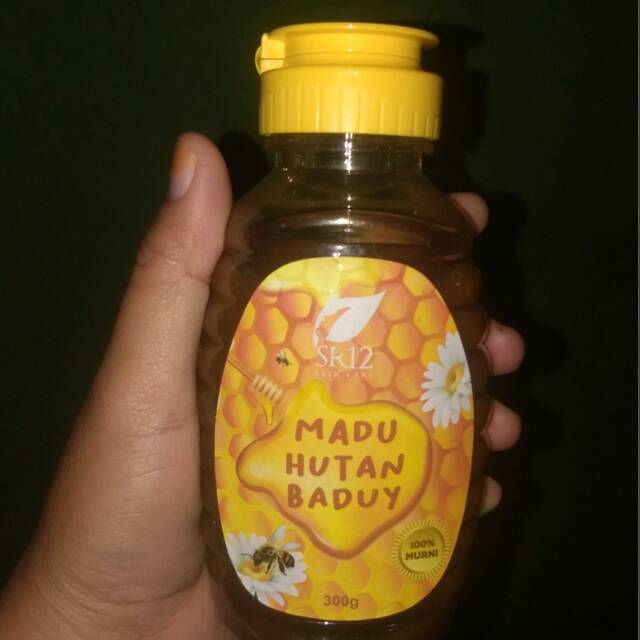 SR12
SKIN CARE
MADU
HUTAN
BADUY
100%
MURNI
300g